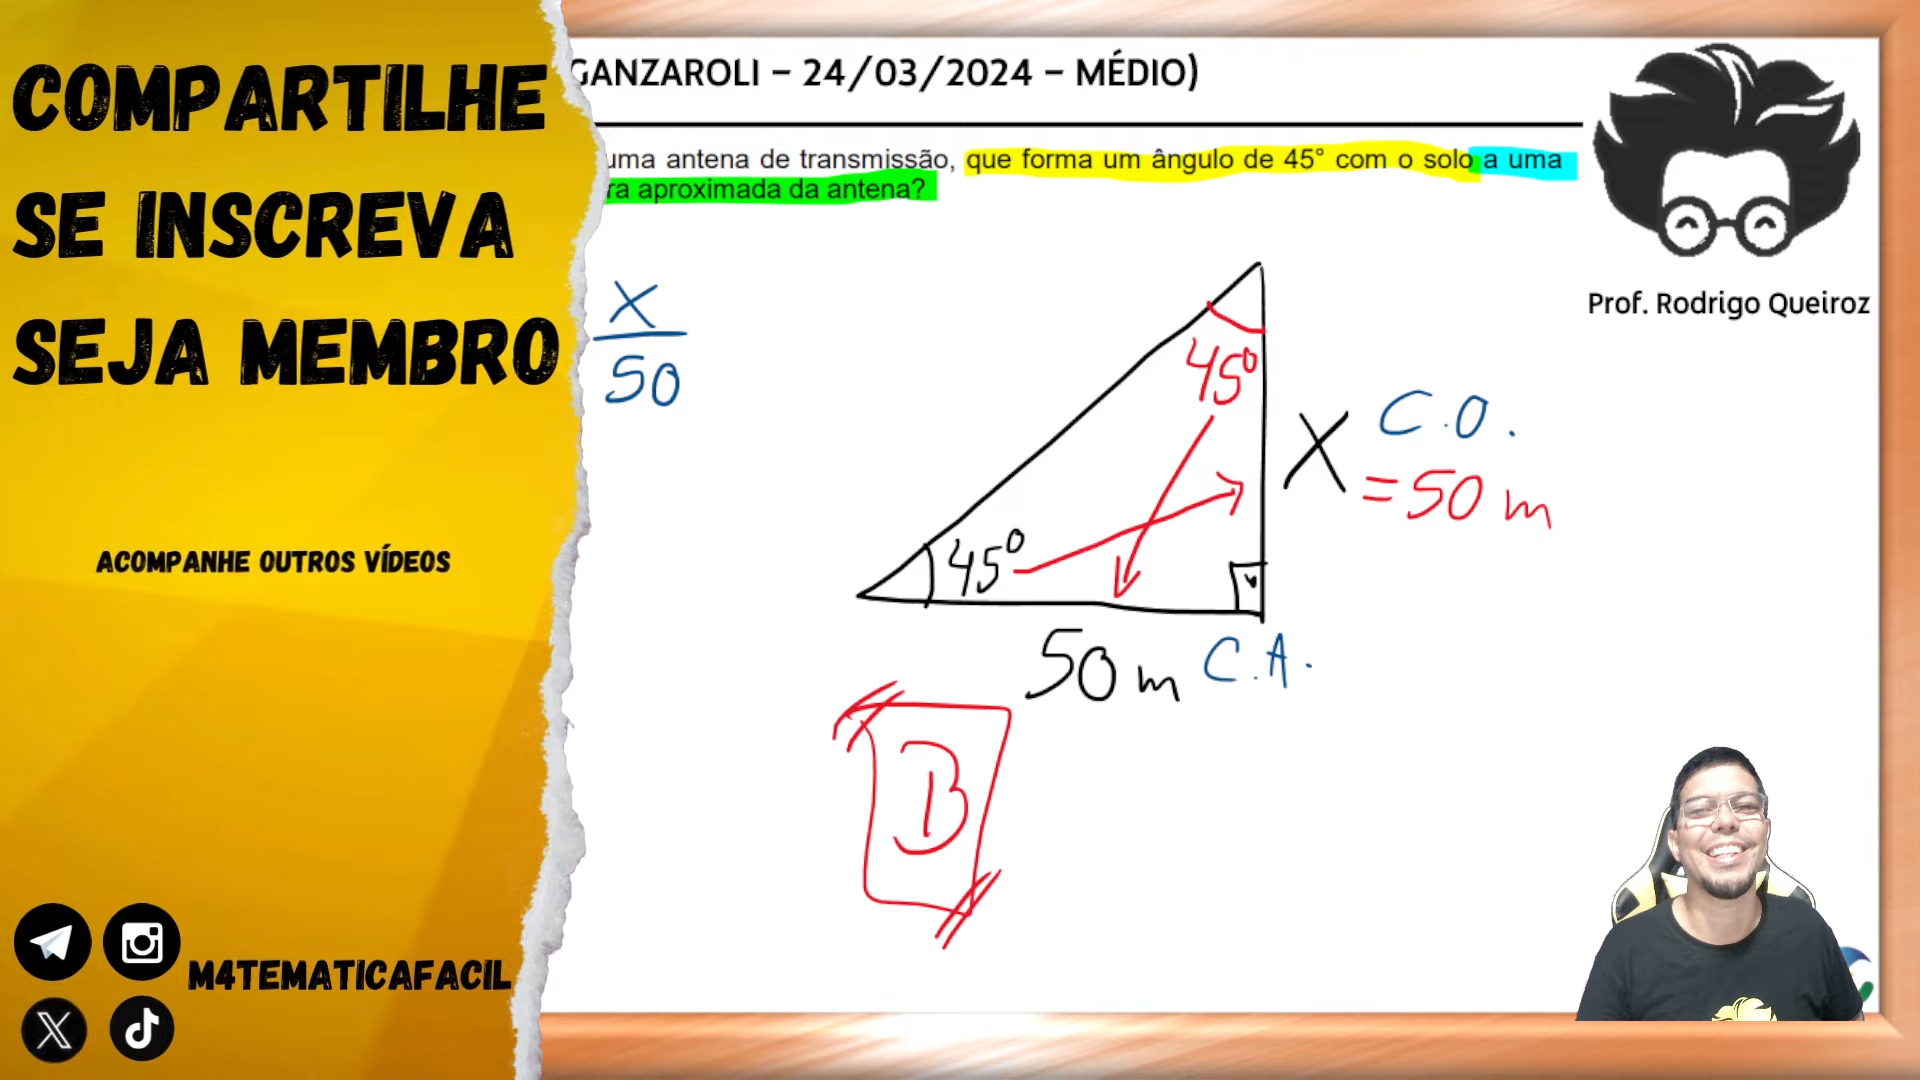 COMPARTILHE
SE INSCREVA
SEJA MEMBRO
ACOMPANHE OUTROS VÍDEOS
M4TEMATICAFACIL
GANZAROLI – 24/03/2024 – MÉDIO)
uma antena de transmissão, que forma um ângulo de 45° com o solo a uma
ra aproximada da antena?
Prof. Rodrigo Queiroz
X
50
45°
X C.O.
= 50 m
45°
50 m C.A.
B